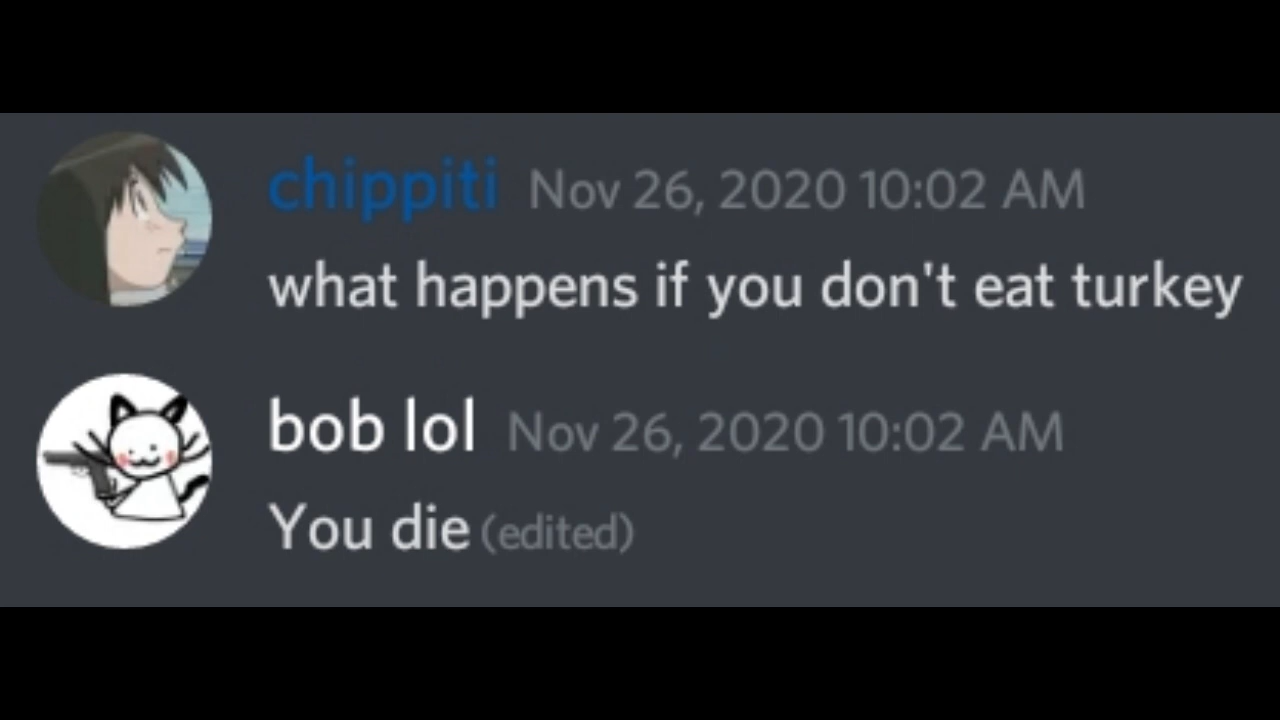 chippiti Nov 26, 2020 10:02 AM
what happens if you don't eat turkey
bob lol Nov 26, 2020 10:02 AM
You die (edited)